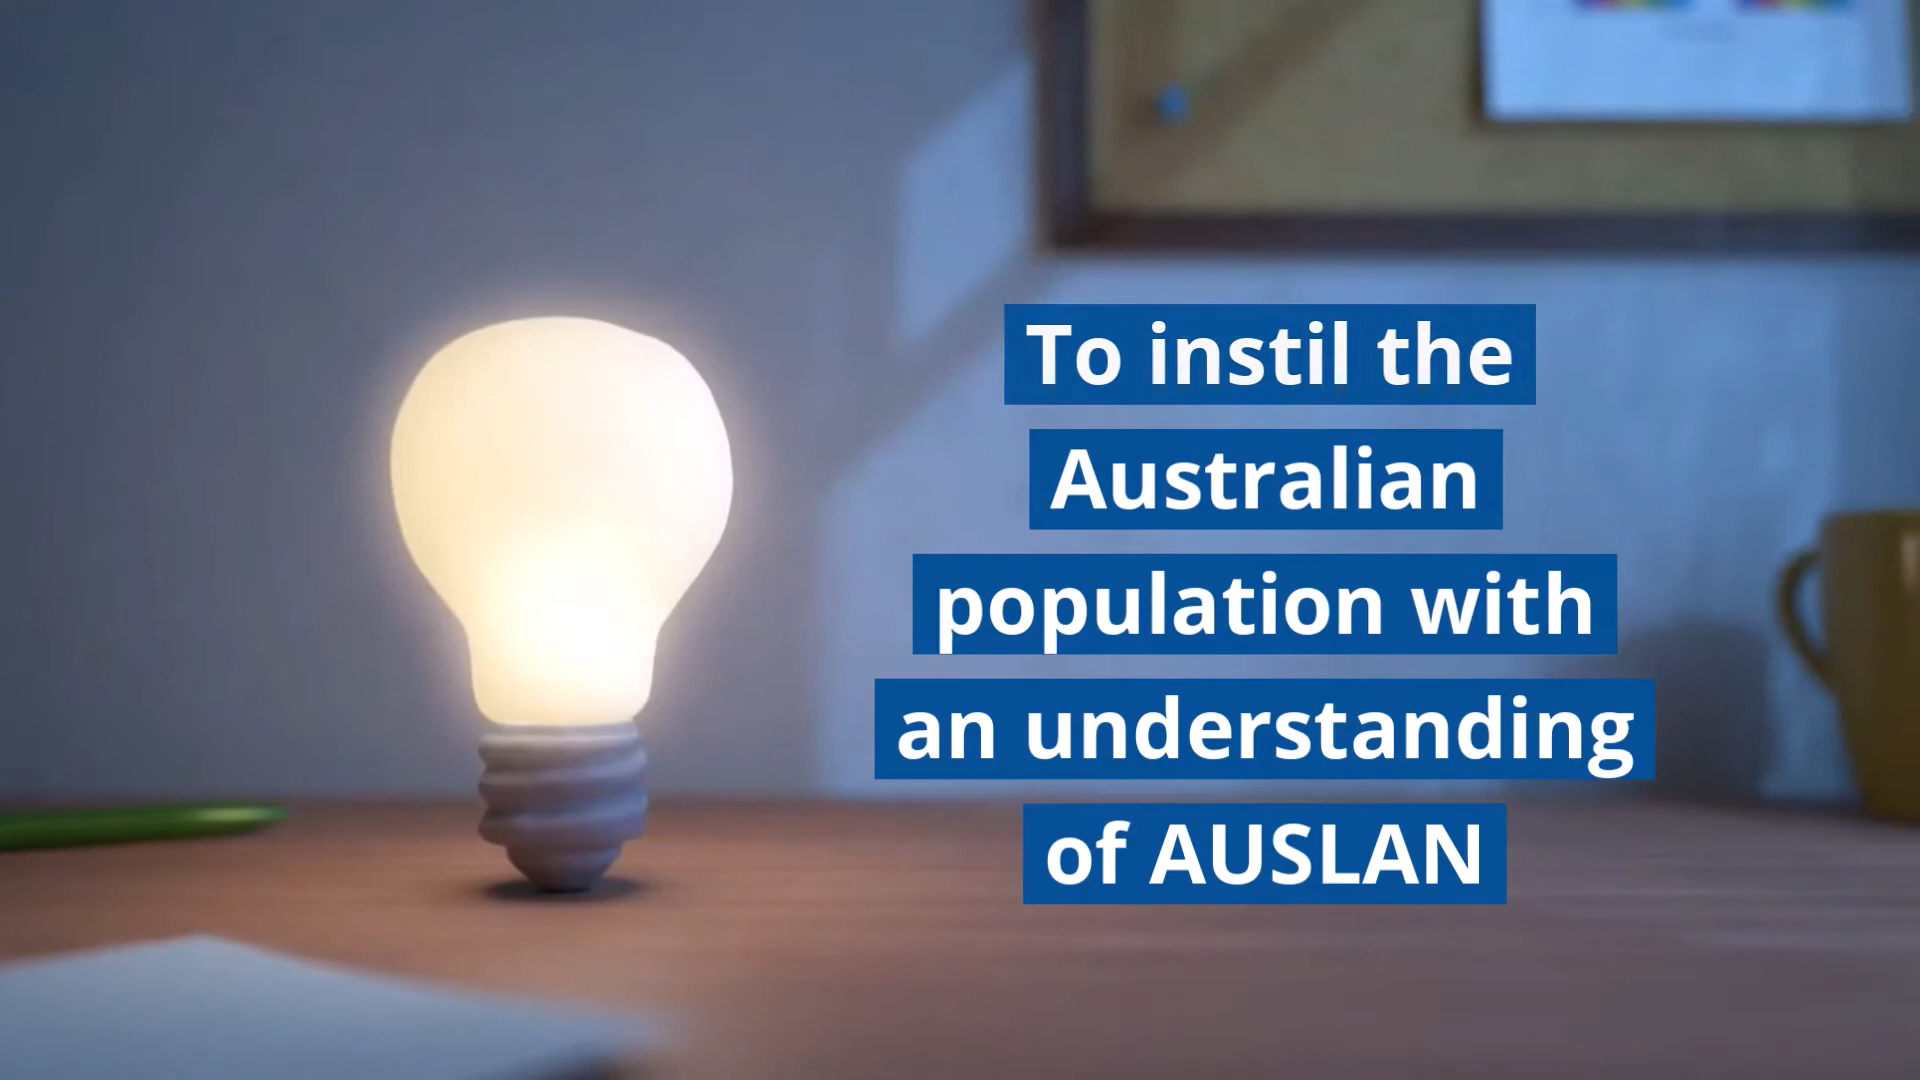 To instil the
Australian
population with
an understanding
of AUSLAN